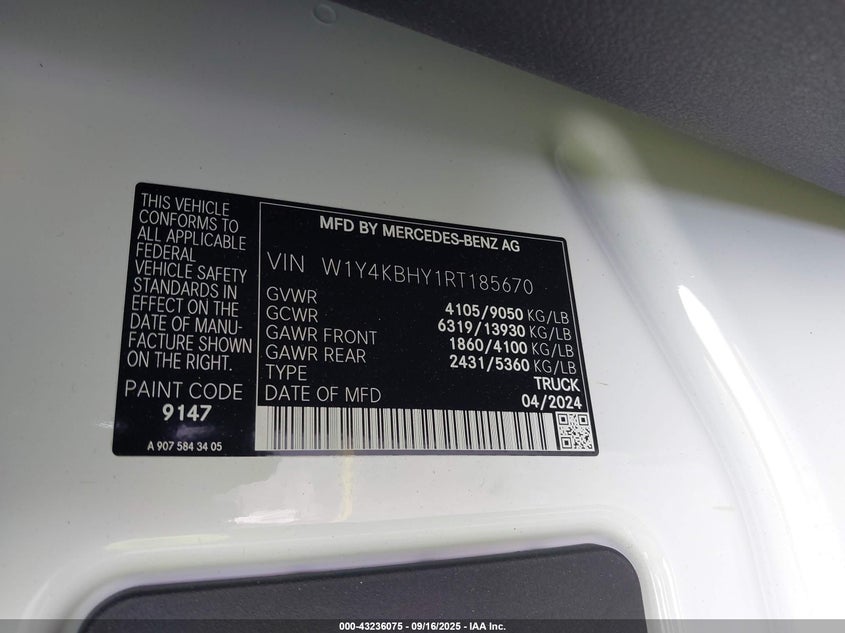 THIS VEHICLE
CONFORMS TO
ALL APPLICABLE
FEDERAL
VEHICLE SAFETY
STANDARDS IN
EFFECT ON THE
DATE OF MANU-
FACTURE SHOWN
ON THE RIGHT.
PAINT CODE
9147
A 907 584 34 05
MFD BY MERCEDES-BENZ AG
VIN W1Y4KBHY1RT185670
GVWR 4105/9050 KG/LB
GCWR 6319/13930 KG/LB
GAWR FRONT 1860/4100 KG/LB
GAWR REAR 2431/5360 KG/LB
TYPE TRUCK
DATE OF MFD 04/2024
000-43236075 - 09/16/2025 - IAA Inc.